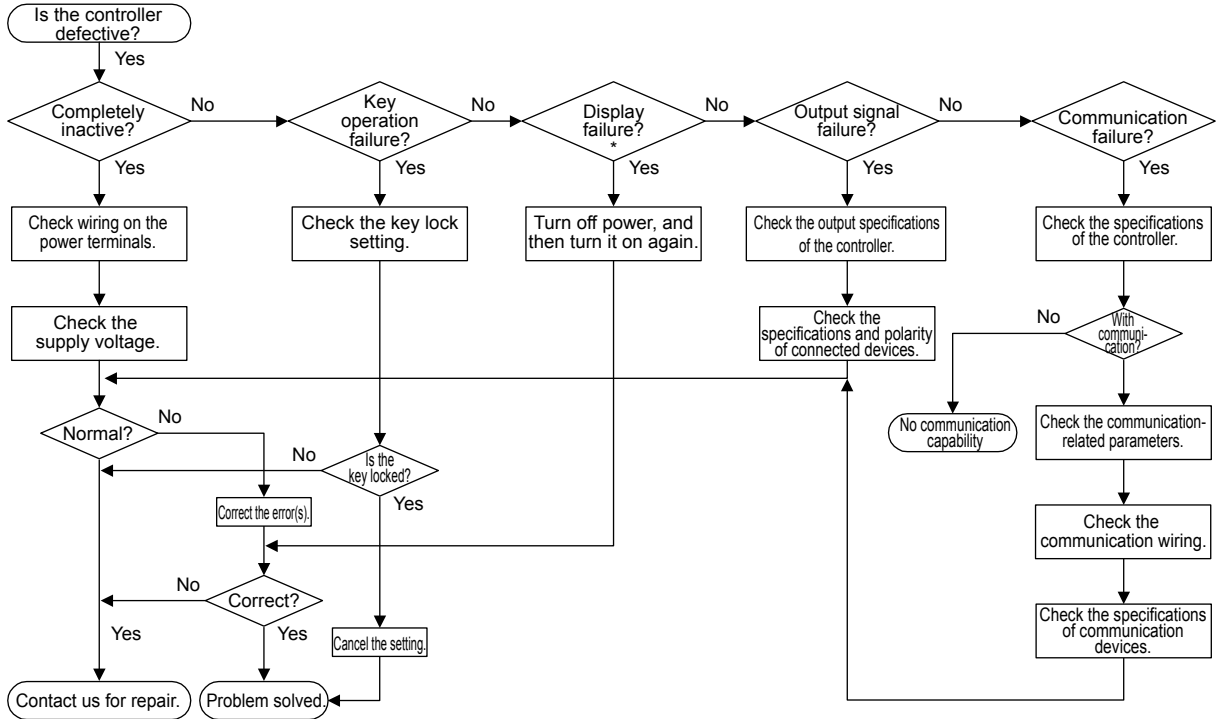 Is the controller
defective?
Yes
Completely
inactive?
No
Yes
Key
operation
failure?
No
Yes
Display
failure?
*
No
Yes
Output signal
failure?
No
Yes
Communication
failure?
Yes
Check wiring on the
power terminals.
Check the key lock
setting.
Turn off power, and
then turn it on again.
Check the output specifications
of the controller.
Check the specifications
of the controller.
Check the
supply voltage.
Check the
specifications and polarity
of connected devices.
No
With
communi-
cation?
Yes
Normal?
No
No communication
capability
Check the communication-
related parameters.
No
Is the
key locked?
Yes
Correct the error(s).
Check the
communication wiring.
No
Correct?
Yes
Yes
Cancel the setting.
Check the specifications
of communication
devices.
Contact us for repair.
Problem solved.